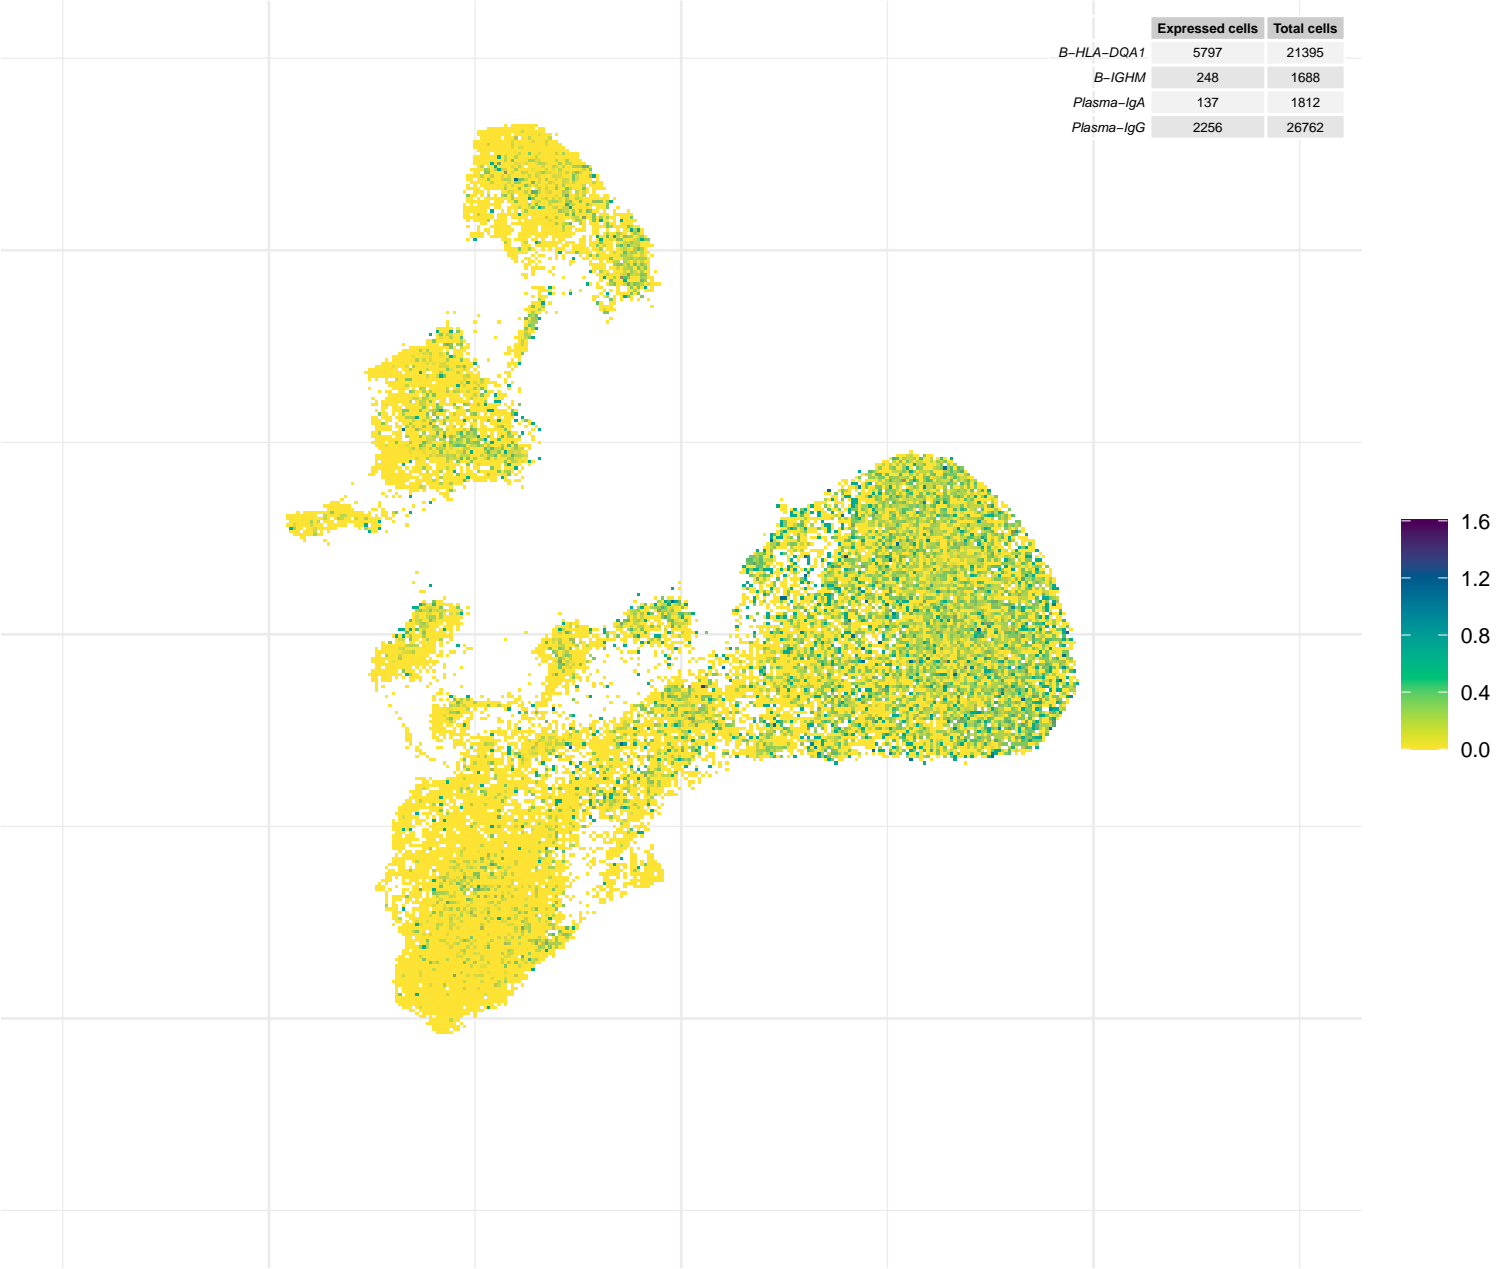 Expressed cells Total cells
B−HLA−DQA1 5797 21395
B−IGHM 248 1688
Plasma−IgA 137 1812
Plasma−IgG 2256 26762
1.6
1.2
0.8
0.4
0.0